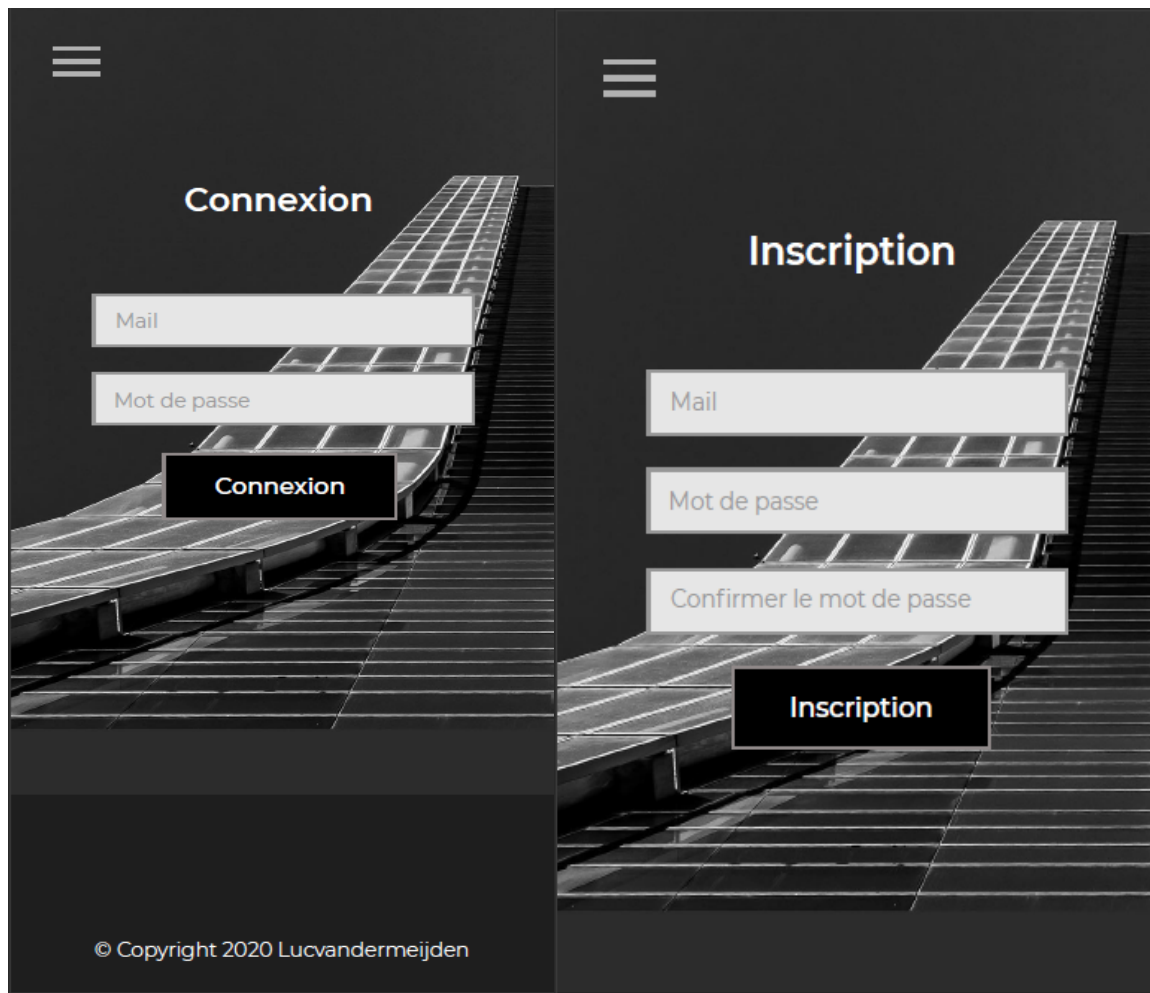 Connexion
Mail
Mot de passe
Connexion
© Copyright 2020 Lucvandermeijden
Inscription
Mail
Mot de passe
Confirmer le mot de passe
Inscription